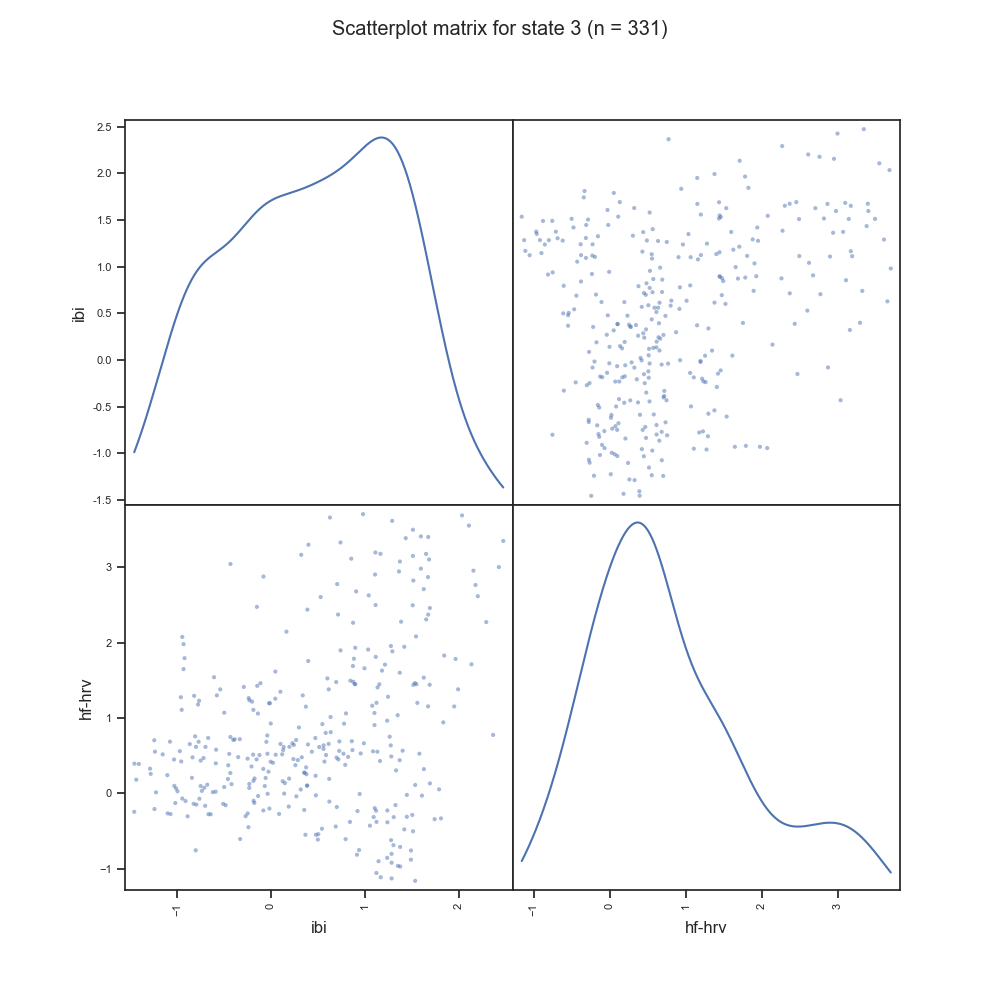 Scatterplot matrix for state 3 (n = 331)
2.5
2.0
1.5
1.0
0.5
0.0
-0.5
-1.0
-1.5
ibi
3
2
1
0
−1
hf-hrv
−1 0 1 2
ibi
−1 0 1 2 3
hf-hrv